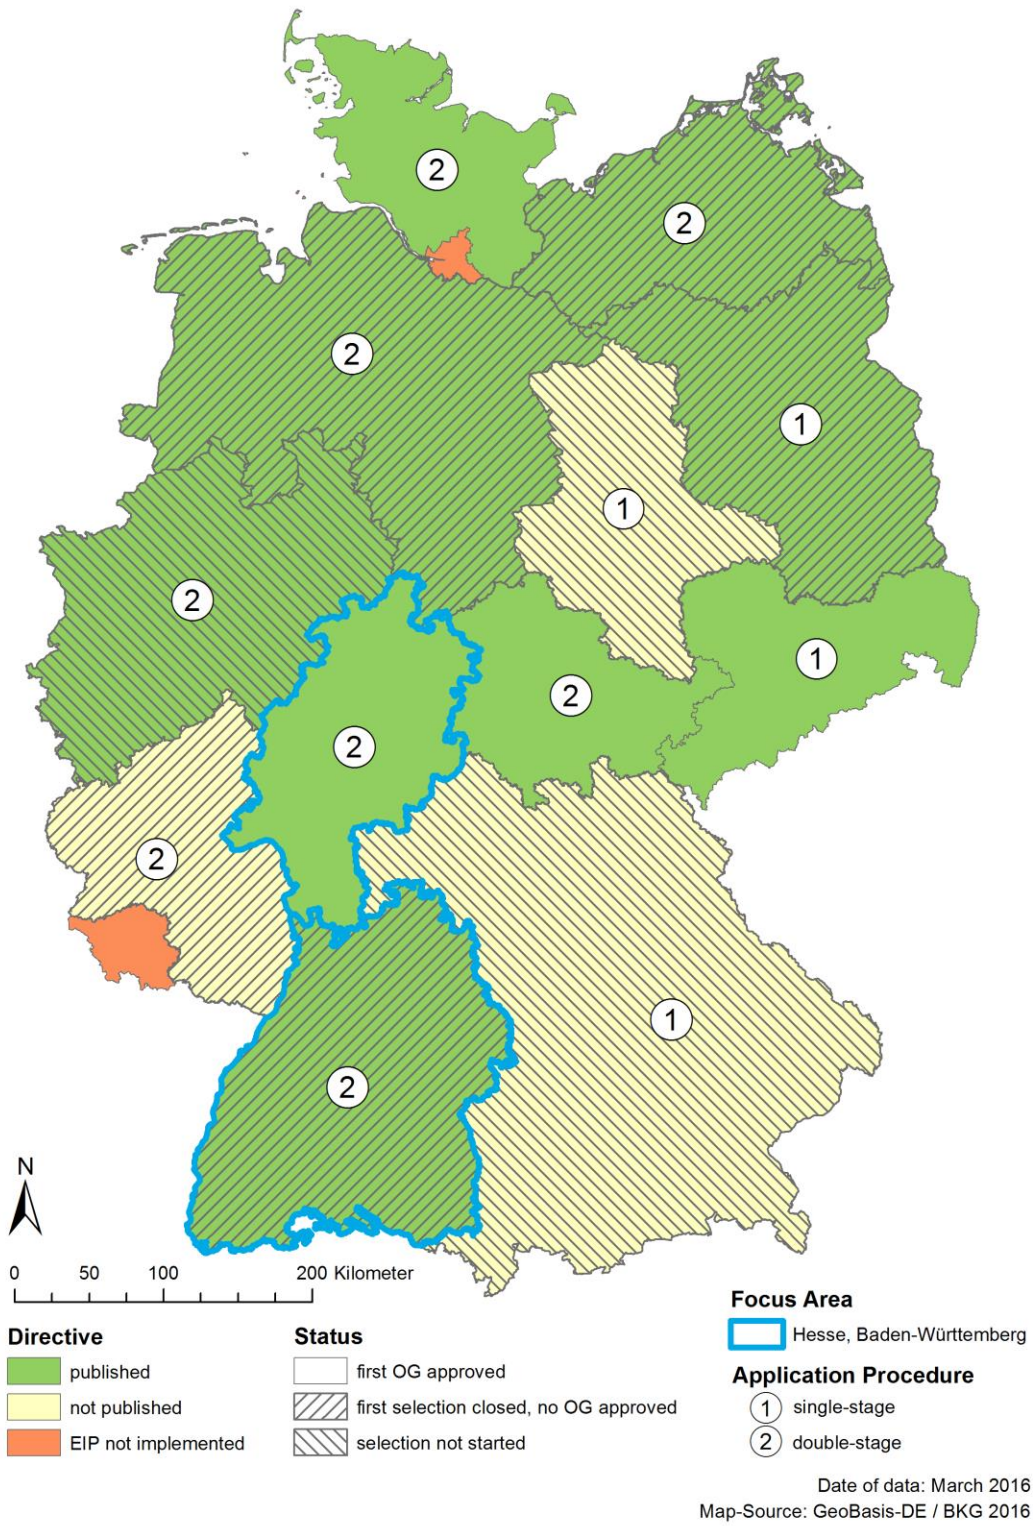 2
2
2
1
1
2
1
2
2
2
1
2
N
0 50 100 200 Kilometer
Focus Area
Hesse, Baden-Württemberg
Directive
published
not published
EIP not implemented
Status
first OG approved
first selection closed, no OG approved
selection not started
Application Procedure
1 single-stage
2 double-stage
Date of data: March 2016
Map-Source: GeoBasis-DE / BKG 2016